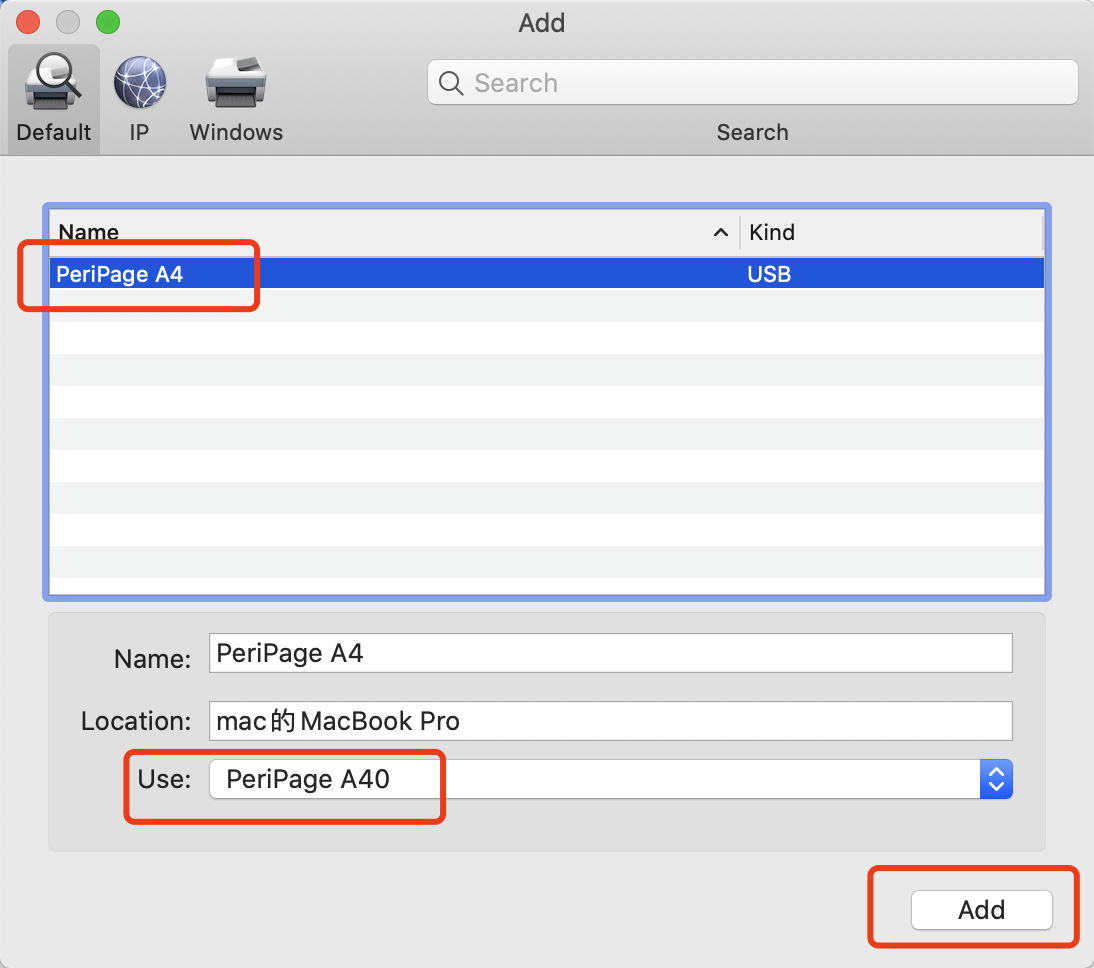 Add
Default
IP
Windows
Search
Search
Name
Kind
PeriPage A4
USB
Name:
PeriPage A4
Location:
mac的MacBook Pro
Use:
PeriPage A40
Add